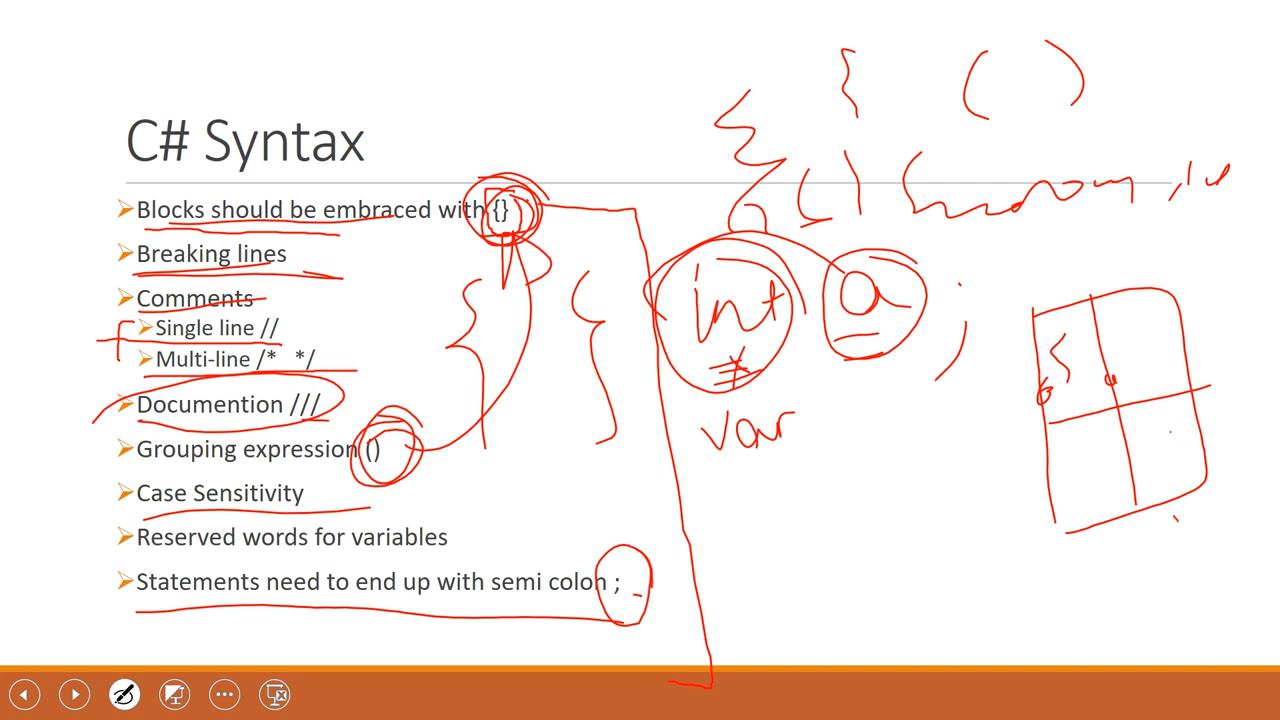 C# Syntax
Blocks should be embraced with {}
Breaking lines
Comments
Single line //
Multi-line /* */
Documention ///
Grouping expression ()
Case Sensitivity
Reserved words for variables
Statements need to end up with semi colon ;
{ ( )
int a ;
var